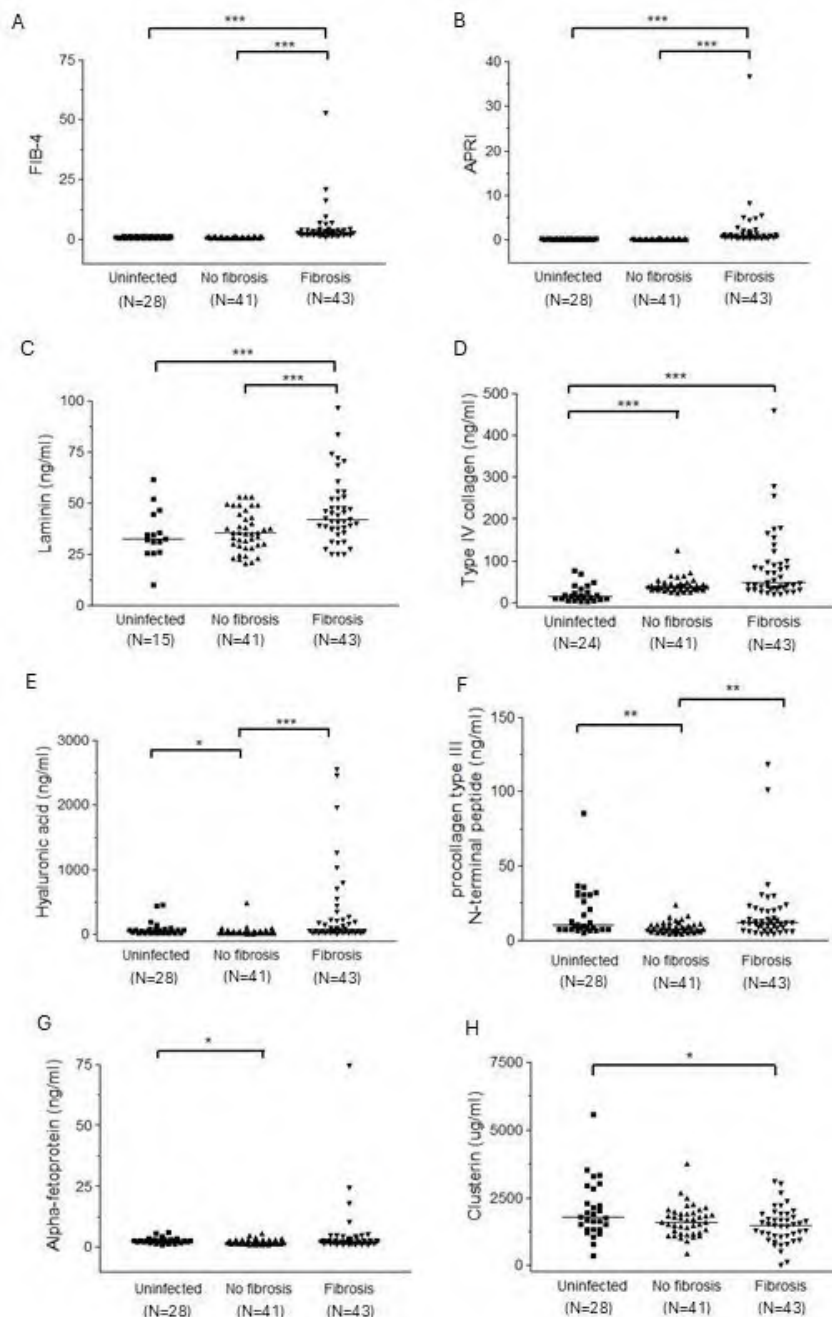 A
***
***
75
50
25
0
FIB-4
Uninfected No fibrosis Fibrosis
(N=28) (N=41) (N=43)
B
***
***
40
30
20
10
0
APRI
Uninfected No fibrosis Fibrosis
(N=28) (N=41) (N=43)
C
***
***
100
75
50
25
0
Laminin (ng/ml)
Uninfected No fibrosis Fibrosis
(N=15) (N=41) (N=43)
D
***
***
500
400
300
200
100
0
Type IV collagen (ng/ml)
Uninfected No fibrosis Fibrosis
(N=24) (N=41) (N=43)
E
***
*
3000
2000
1000
0
Hyaluronic acid (ng/ml)
Uninfected No fibrosis Fibrosis
(N=28) (N=41) (N=43)
F
**
**
150
100
50
0
procollagen type III
N-terminal peptide (ng/ml)
Uninfected No fibrosis Fibrosis
(N=28) (N=41) (N=43)
G
*
75
50
25
0
Alpha-fetoprotein (ng/ml)
Uninfected No fibrosis Fibrosis
(N=28) (N=41) (N=43)
H
*
7500
5000
2500
0
Clusterin (ug/ml)
Uninfected No fibrosis Fibrosis
(N=28) (N=41) (N=43)